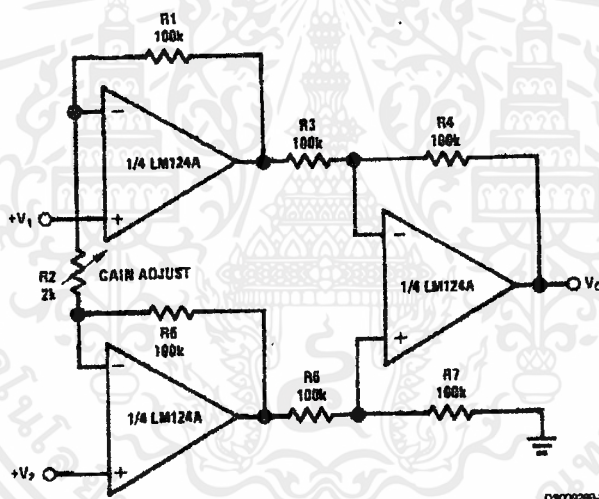 R1
100k
R3
100k
R4
100k
1/4 LM124A
+V₁
R2
2k
GAIN ADJUST
1/4 LM124A
V₀
R5
100k
R6
100k
R7
100k
1/4 LM124A
+V₂